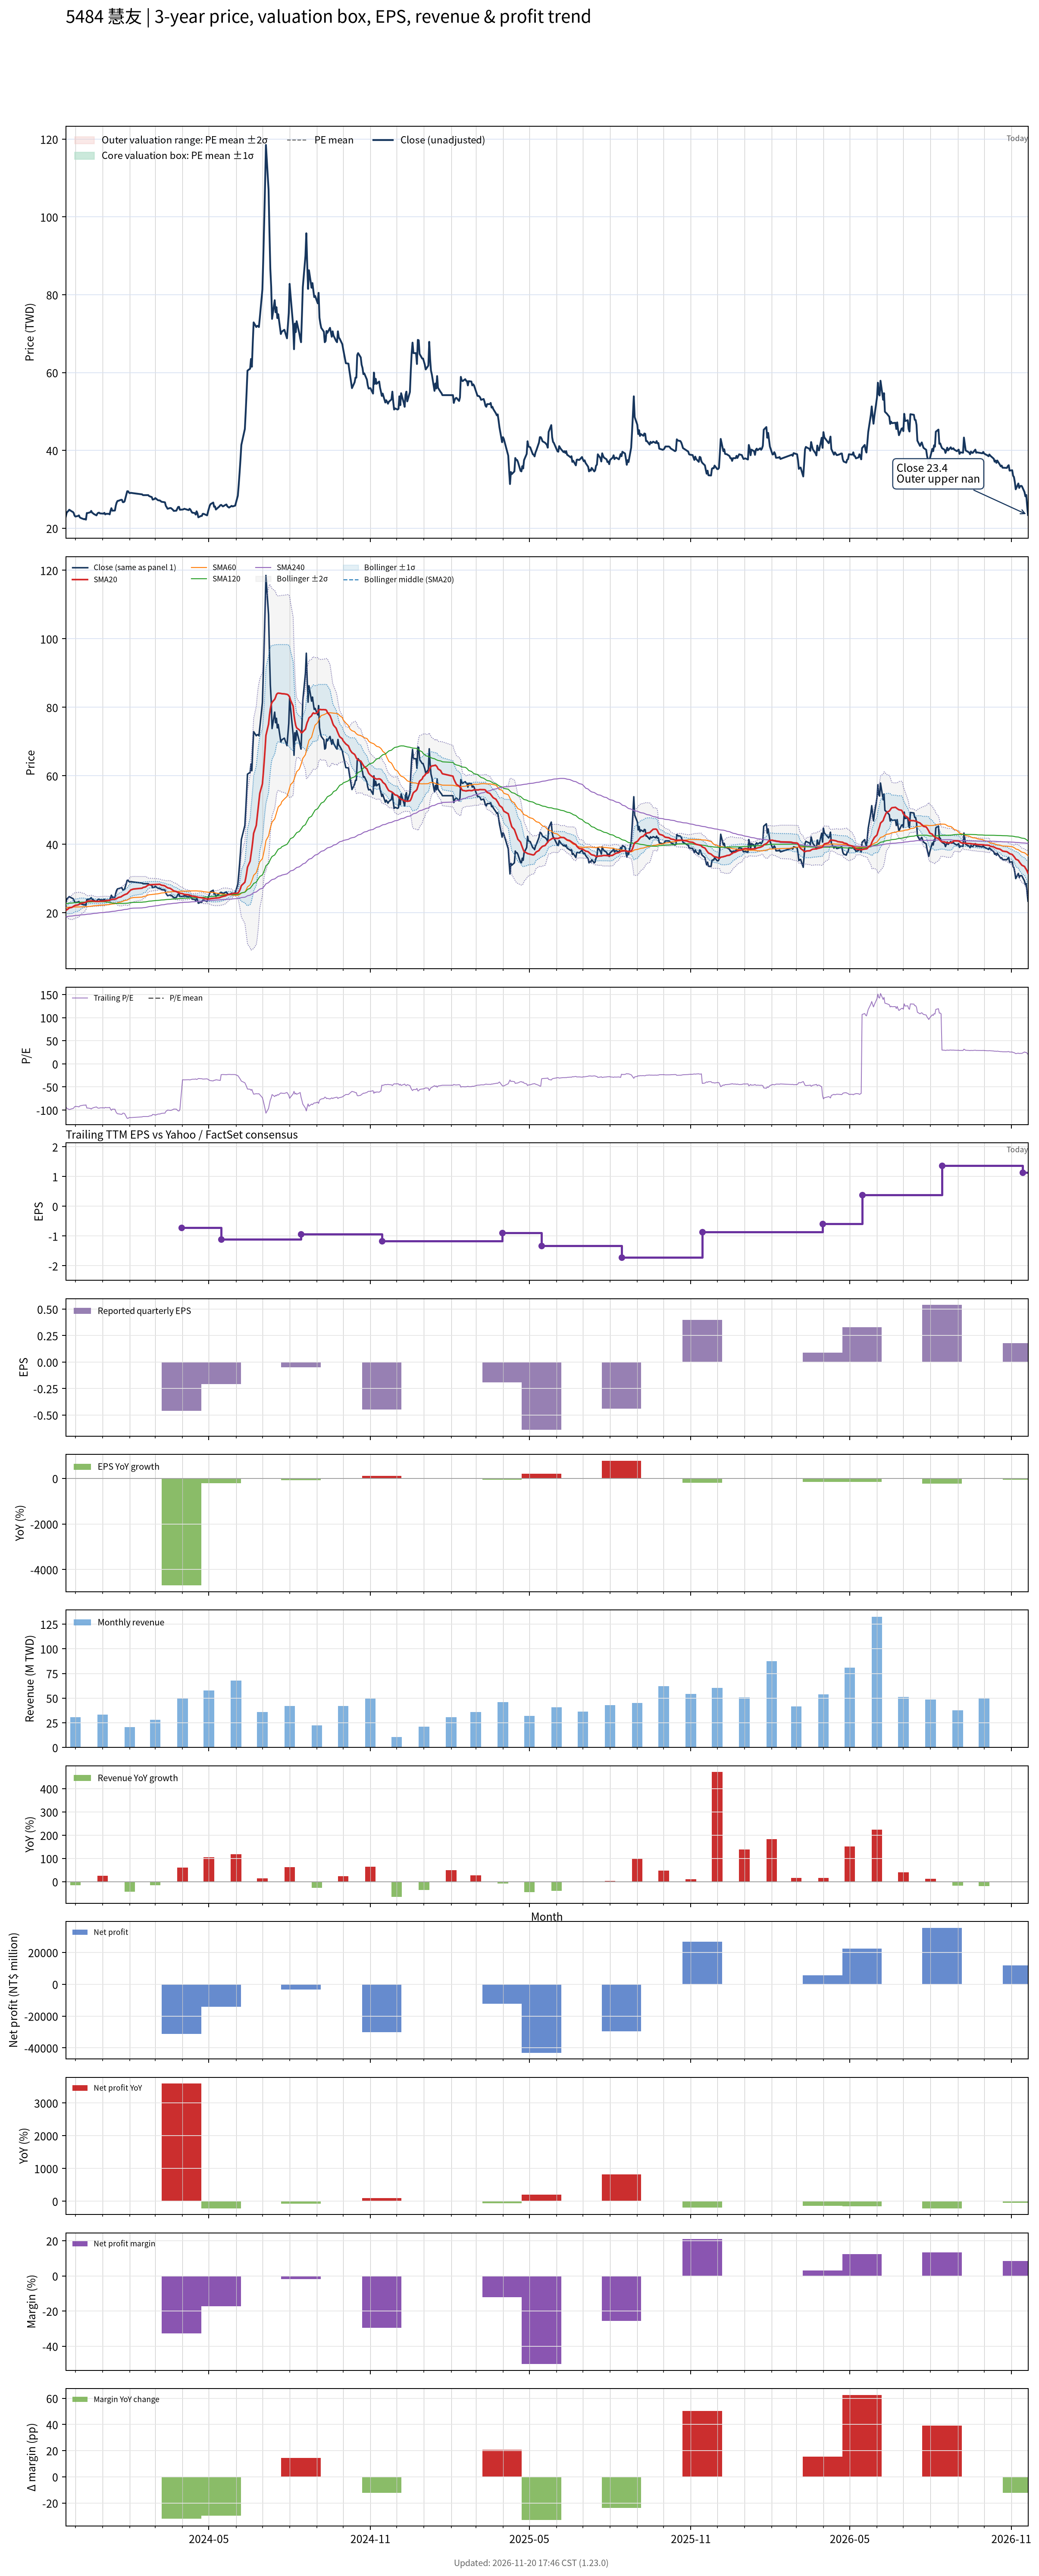 5484 慧友 | 3-year price, valuation box, EPS, revenue & profit trend
Outer valuation range: PE mean ±2σ
PE mean
Close (unadjusted)
Core valuation box: PE mean ±1σ
Today
Price (TWD)
120
100
80
60
40
20
Close 23.4
Outer upper nan
Close (same as panel 1)
SMA20
SMA60
SMA120
SMA240
Bollinger ±2σ
Bollinger ±1σ
Bollinger middle (SMA20)
Price
120
100
80
60
40
20
Trailing P/E
P/E mean
P/E
150
100
50
0
-50
-100
Trailing TTM EPS vs Yahoo / FactSet consensus
Today
EPS
2
1
0
-1
-2
Reported quarterly EPS
EPS
0.50
0.25
0.00
-0.25
-0.50
EPS YoY growth
YoY (%)
0
-2000
-4000
Monthly revenue
Revenue (M TWD)
125
100
75
50
25
0
Revenue YoY growth
YoY (%)
400
300
200
100
0
Month
Net profit
Net profit (NT$ million)
20000
0
-20000
-40000
Net profit YoY
YoY (%)
3000
2000
1000
0
Net profit margin
Margin (%)
20
0
-20
-40
Margin YoY change
Δ margin (pp)
60
40
20
0
-20
2024-05
2024-11
2025-05
2025-11
2026-05
2026-11
Updated: 2026-11-20 17:46 CST (1.23.0)